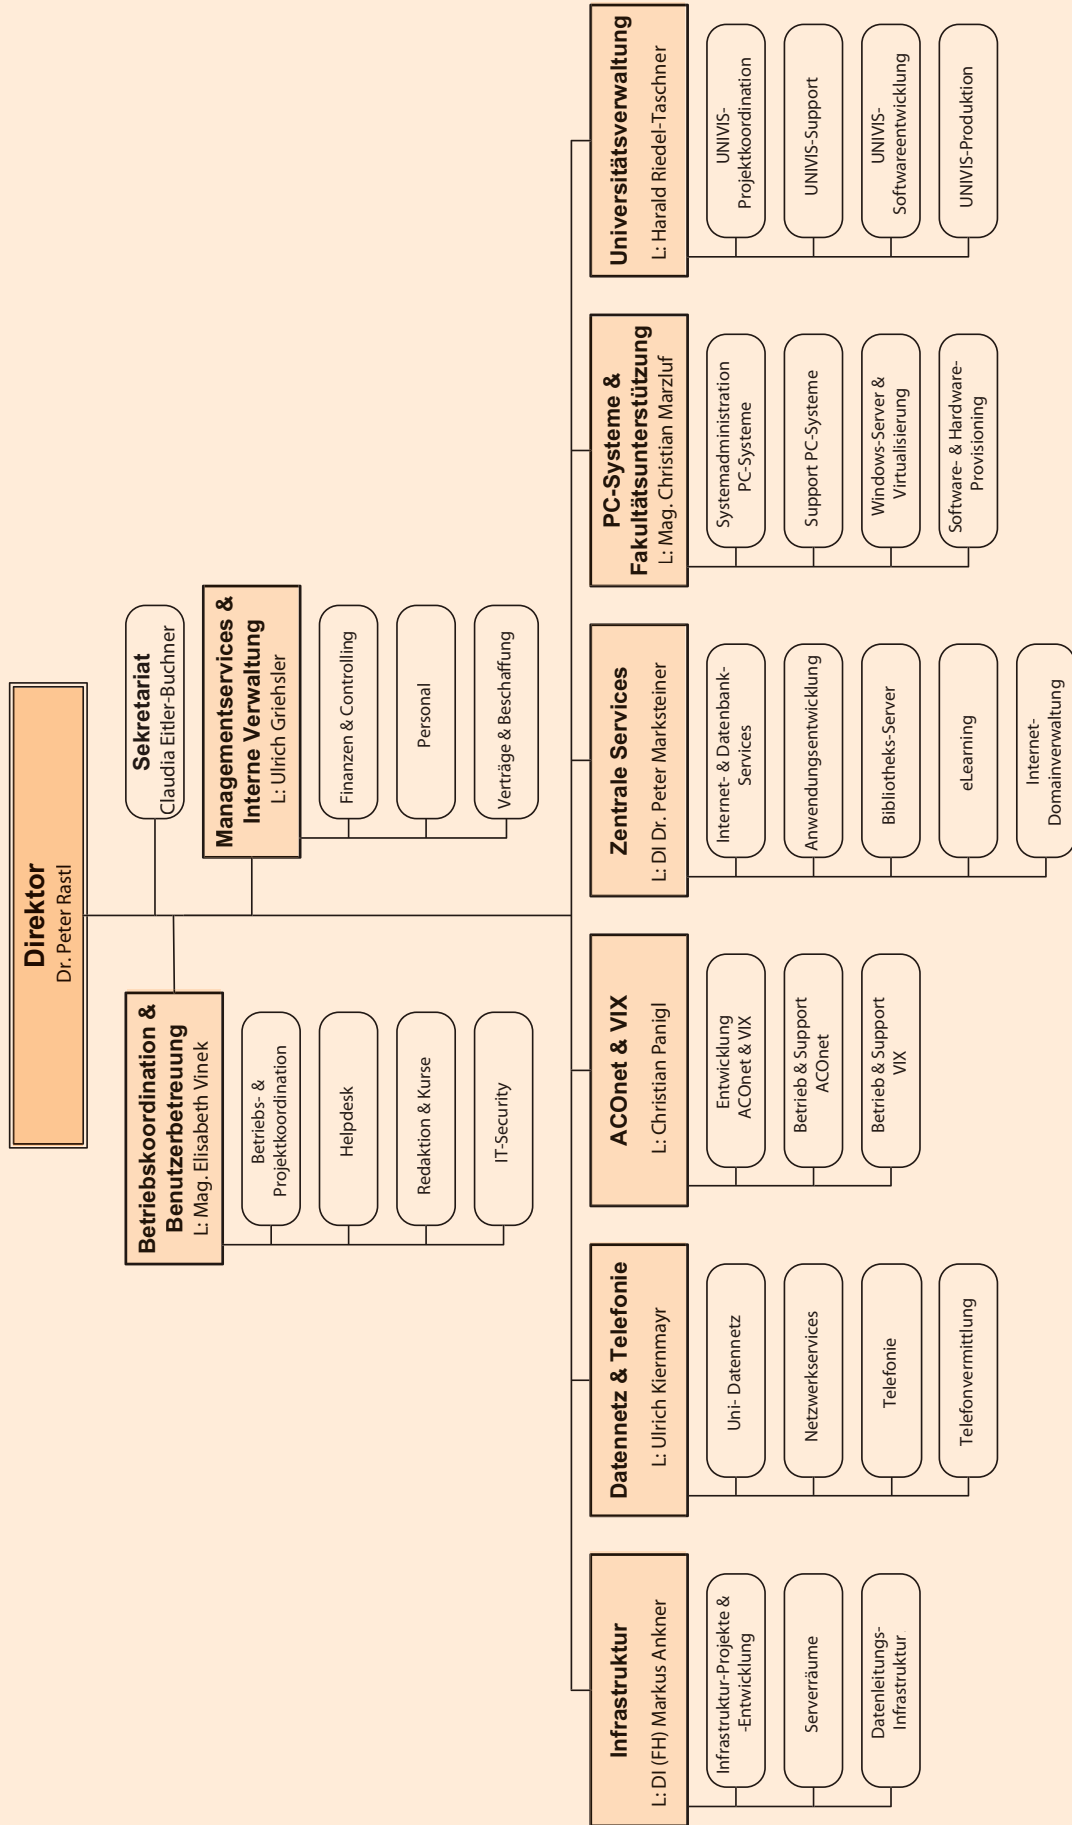 Direktor
Dr. Peter Rastl
Betriebskoordination &
Benutzerbetreuung
L: Mag. Elisabeth Vinek
Betriebs- &
Projektkoordination
Helpdesk
Redaktion & Kurse
IT-Security
Sekretariat
Claudia Eitler-Buchner
Managementservices &
Interne Verwaltung
L: Ulrich Griehsler
Finanzen & Controlling
Personal
Verträge & Beschaffung
Infrastruktur
L: DI (FH) Markus Ankner
Infrastruktur-Projekte &
-Entwicklung
Serverräume
Datenleitungs-
Infrastruktur
Datennetz & Telefonie
L: Ulrich Kiernmayr
Uni- Datennetz
Netzwerkservices
Telefonie
Telefonvermittlung
ACOnet & VIX
L: Christian Panigl
Entwicklung
ACOnet & VIX
Betrieb & Support
ACOnet
Betrieb & Support
VIX
Zentrale Services
L: DI Dr. Peter Marksteiner
Internet- & Datenbank-
Services
Anwendungsentwicklung
Bibliotheks-Server
eLearning
Internet-
Domainverwaltung
PC-Systeme &
Fakultätsunterstützung
L: Mag. Christian Marzluf
Systemadministration
PC-Systeme
Support PC-Systeme
Windows-Server &
Virtualisierung
Software- & Hardware-
Provisioning
Universitätsverwaltung
L: Harald Riedel-Taschner
UNIVIS-
Projektkoordination
UNIVIS-Support
UNIVIS-
Softwareentwicklung
UNIVIS-Produktion